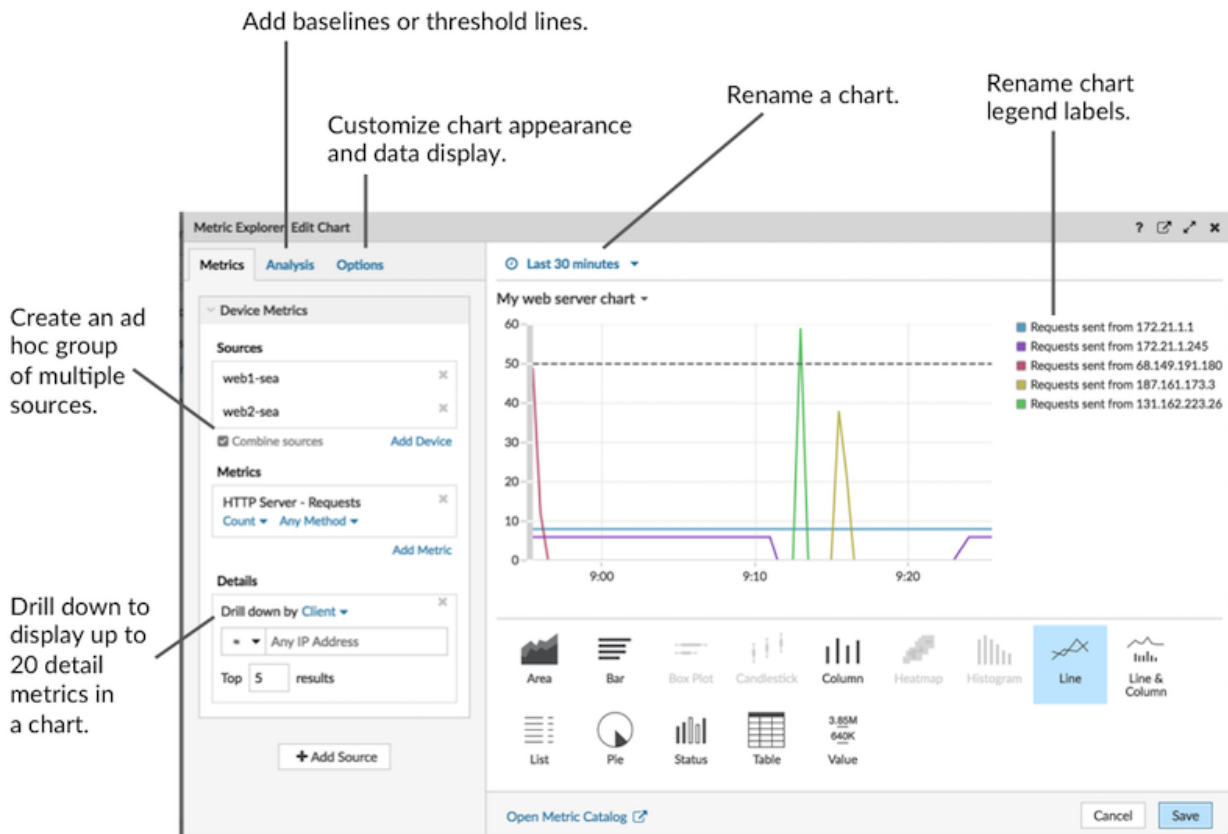 Add baselines or threshold lines.
Customize chart appearance
and data display.
Rename a chart.
Rename chart
legend labels.
Create an ad
hoc group
of multiple
sources.
Drill down to
display up to
20 detail
metrics in
a chart.
Metric Explorer Edit Chart
?
Metrics Analysis Options
Device Metrics
Sources
web1-sea
web2-sea
Combine sources Add Device
Metrics
HTTP Server - Requests
Count Any Method
Add Metric
Details
Drill down by Client
= Any IP Address
Top 5 results
+ Add Source
Last 30 minutes
My web server chart
60
50
40
30
20
10
0
9:00 9:10 9:20
Requests sent from 172.21.1.1
Requests sent from 172.21.1.245
Requests sent from 68.149.191.180
Requests sent from 187.161.173.3
Requests sent from 131.162.223.26
Area Bar Box Plot Candlestick Column Heatmap Histogram Line Line &
Column
3.85M
640K
List Pie Status Table Value
Open Metric Catalog
Cancel Save